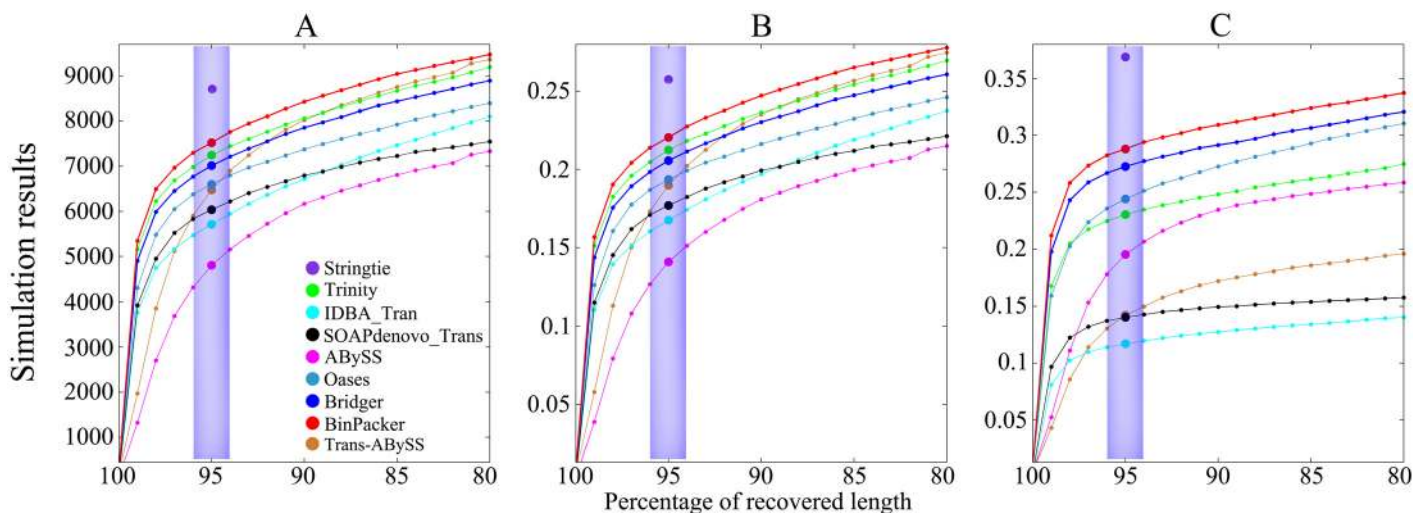 A
B
C
Simulation results
9000
8000
7000
6000
5000
4000
3000
2000
1000
100
95
90
85
80
Stringtie
Trinity
IDBA_Tran
SOAPdenovo_Trans
ABySS
Oases
Bridger
BinPacker
Trans-ABySS
0.25
0.2
0.15
0.1
0.05
100
95
90
85
80
Percentage of recovered length
0.35
0.3
0.25
0.2
0.15
0.1
0.05
100
95
90
85
80